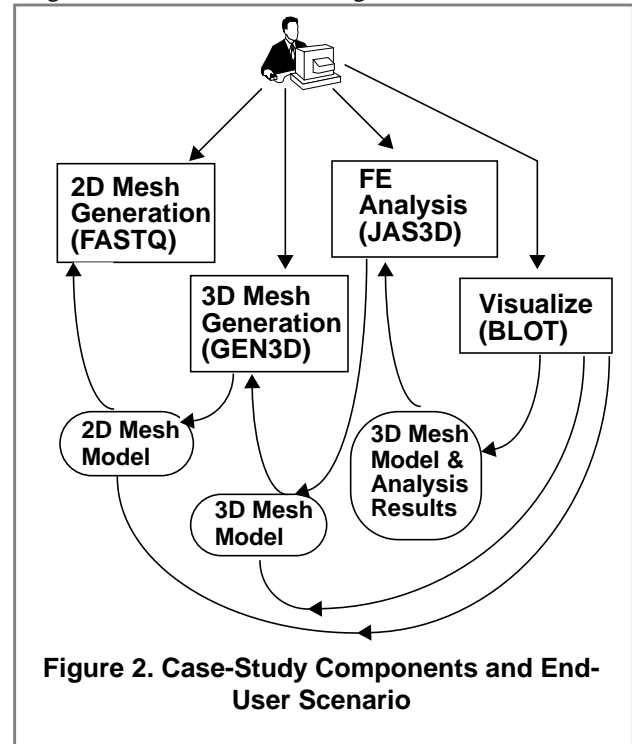 2D Mesh
Generation
(FASTQ)
FE
Analysis
(JAS3D)
3D Mesh
Generation
(GEN3D)
Visualize
(BLOT)
2D Mesh
Model
3D Mesh
Model &
Analysis
Results
3D Mesh
Model
Figure 2. Case-Study Components and End-
User Scenario